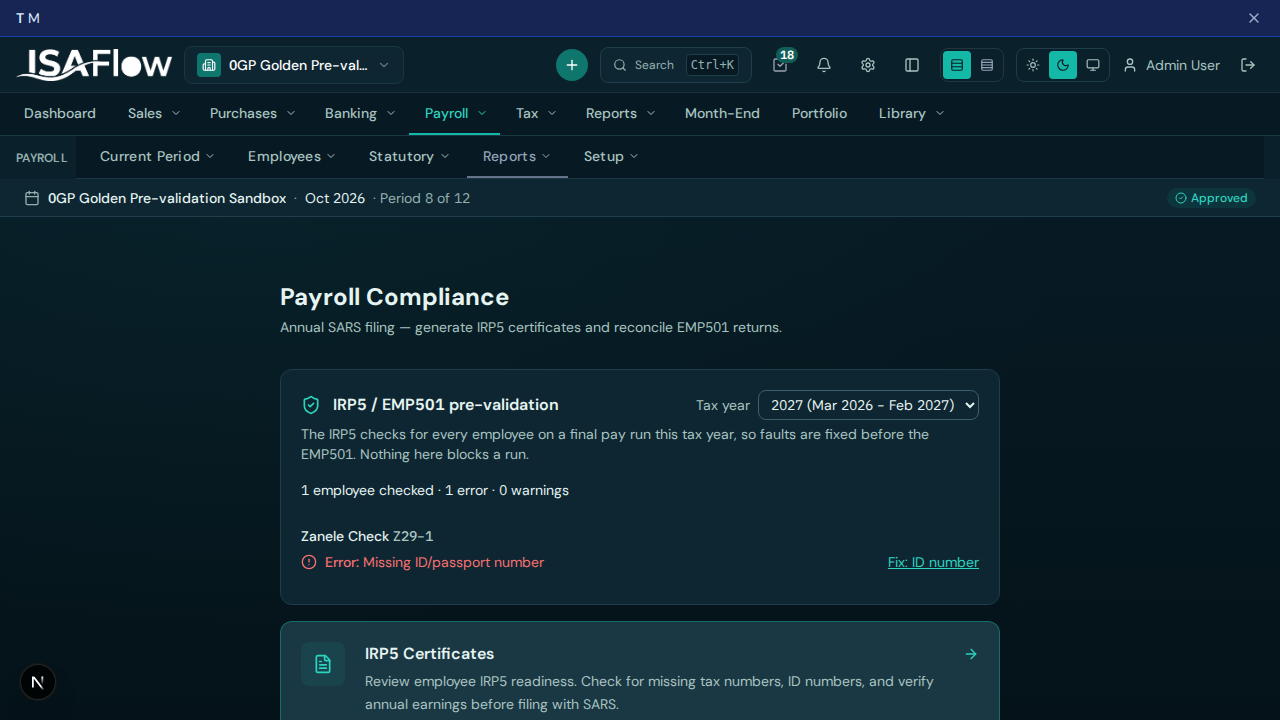 T M
ISAFlow
0GP Golden Pre-val…
Search Ctrl+K
18
Admin User
Dashboard Sales Purchases Banking Payroll Tax Reports Month-End Portfolio Library
PAYROLL Current Period Employees Statutory Reports Setup
0GP Golden Pre-validation Sandbox · Oct 2026 · Period 8 of 12
Approved
Payroll Compliance
Annual SARS filing — generate IRP5 certificates and reconcile EMP501 returns.
IRP5 / EMP501 pre-validation
Tax year 2027 (Mar 2026 - Feb 2027)
The IRP5 checks for every employee on a final pay run this tax year, so faults are fixed before the
EMP501. Nothing here blocks a run.
1 employee checked · 1 error · 0 warnings
Zanele Check Z29-1
Error: Missing ID/passport number
Fix: ID number
IRP5 Certificates
Review employee IRP5 readiness. Check for missing tax numbers, ID numbers, and verify
annual earnings before filing with SARS.
N